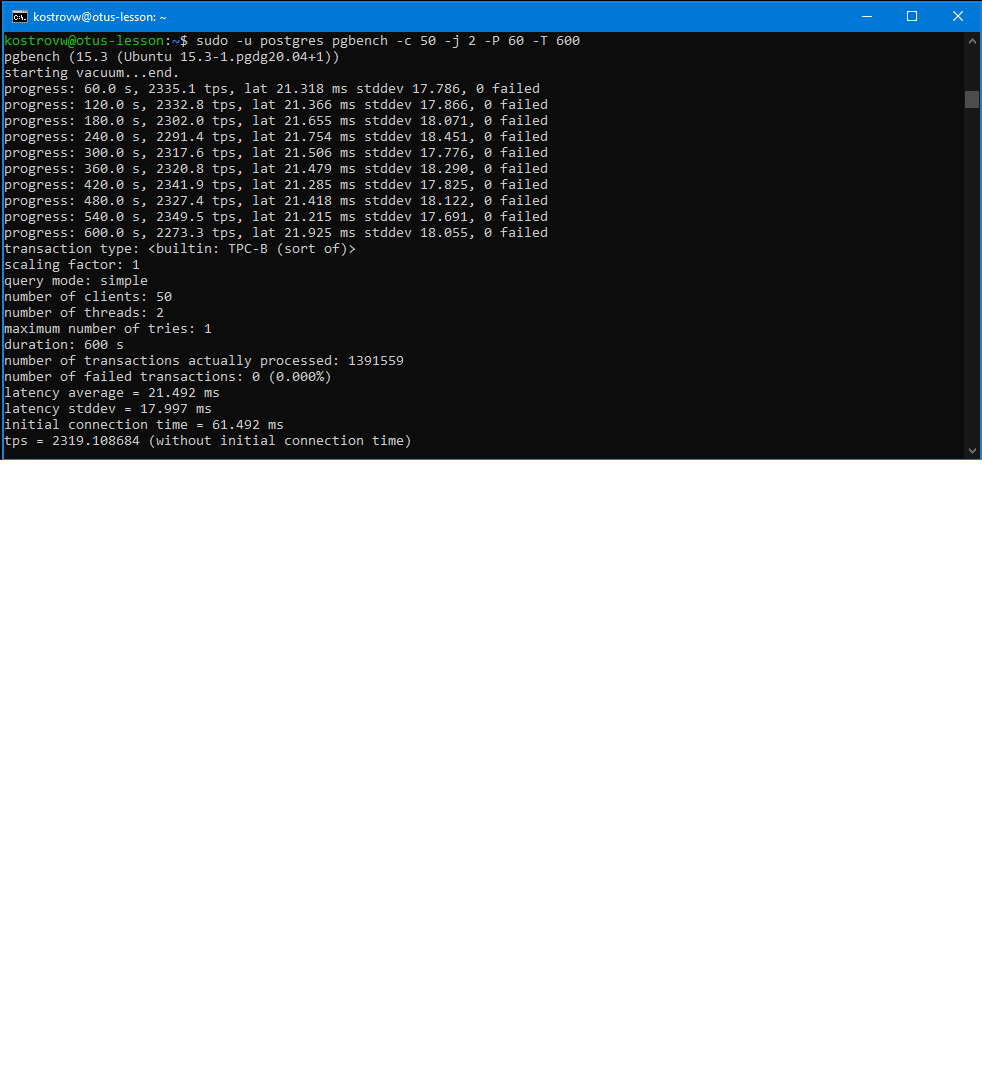 kostrovw@otus-lesson: ~
kostrovw@otus-lesson:~$ sudo -u postgres pgbench -c 50 -j 2 -P 60 -T 600
pgbench (15.3 (Ubuntu 15.3-1.pgdg20.04+1))
starting vacuum...end.
progress: 60.0 s, 2335.1 tps, lat 21.318 ms stddev 17.786, 0 failed
progress: 120.0 s, 2332.8 tps, lat 21.366 ms stddev 17.866, 0 failed
progress: 180.0 s, 2302.0 tps, lat 21.655 ms stddev 18.071, 0 failed
progress: 240.0 s, 2291.4 tps, lat 21.754 ms stddev 18.451, 0 failed
progress: 300.0 s, 2317.6 tps, lat 21.506 ms stddev 17.776, 0 failed
progress: 360.0 s, 2320.8 tps, lat 21.479 ms stddev 18.290, 0 failed
progress: 420.0 s, 2341.9 tps, lat 21.285 ms stddev 17.825, 0 failed
progress: 480.0 s, 2327.4 tps, lat 21.418 ms stddev 18.122, 0 failed
progress: 540.0 s, 2349.5 tps, lat 21.215 ms stddev 17.691, 0 failed
progress: 600.0 s, 2273.3 tps, lat 21.925 ms stddev 18.055, 0 failed
transaction type: <builtin: TPC-B (sort of)>
scaling factor: 1
query mode: simple
number of clients: 50
number of threads: 2
maximum number of tries: 1
duration: 600 s
number of transactions actually processed: 1391559
number of failed transactions: 0 (0.000%)
latency average = 21.492 ms
latency stddev = 17.997 ms
initial connection time = 61.492 ms
tps = 2319.108684 (without initial connection time)